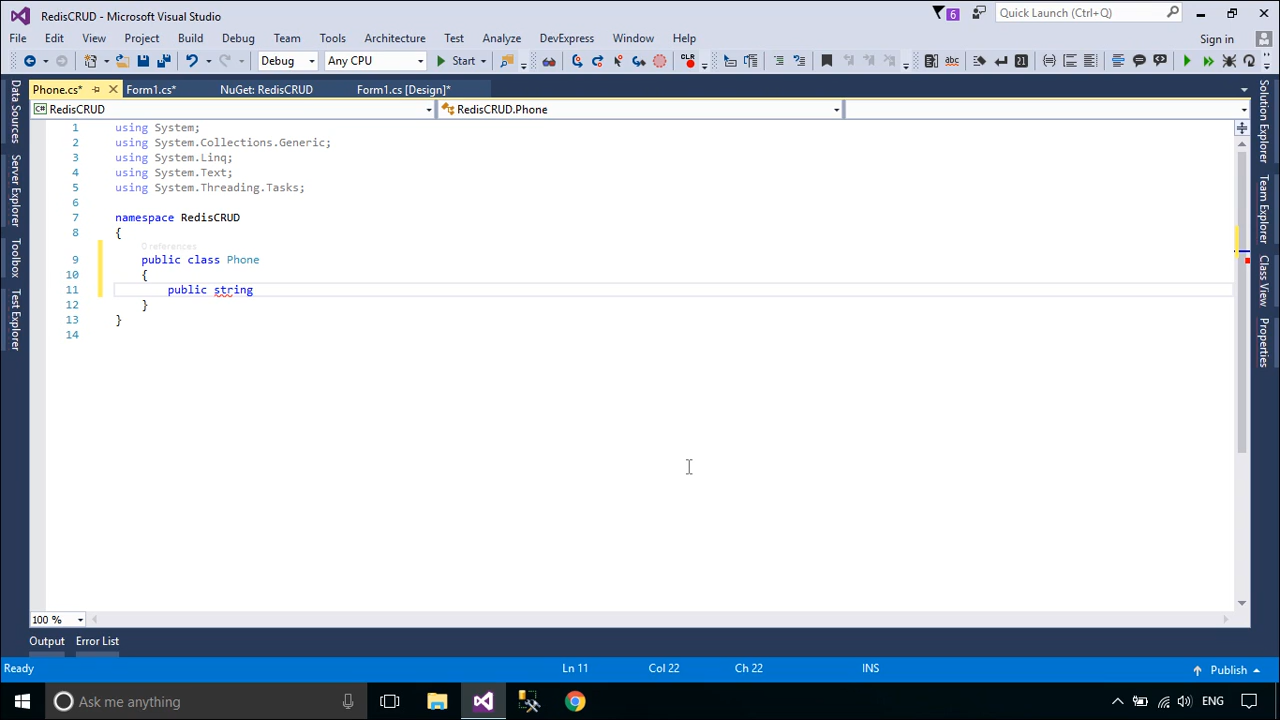 RedisCRUD - Microsoft Visual Studio
6
Quick Launch (Ctrl+Q)
File Edit View Project Build Debug Team Tools Architecture Test Analyze DevExpress Window Help
Sign in
Debug Any CPU Start
Phone.cs* Form1.cs* NuGet: RedisCRUD Form1.cs [Design]*
RedisCRUD RedisCRUD.Phone
Data Sources
Server Explorer
Toolbox
Test Explorer
1 using System;
2 using System.Collections.Generic;
3 using System.Linq;
4 using System.Text;
5 using System.Threading.Tasks;
6
7 namespace RedisCRUD
8 {
0 references
9 public class Phone
10 {
11 public string
12 }
13 }
14
Solution Explorer
Team Explorer
Class View
Properties
100 %
Output Error List
Ready Ln 11 Col 22 Ch 22 INS Publish
Ask me anything ENG